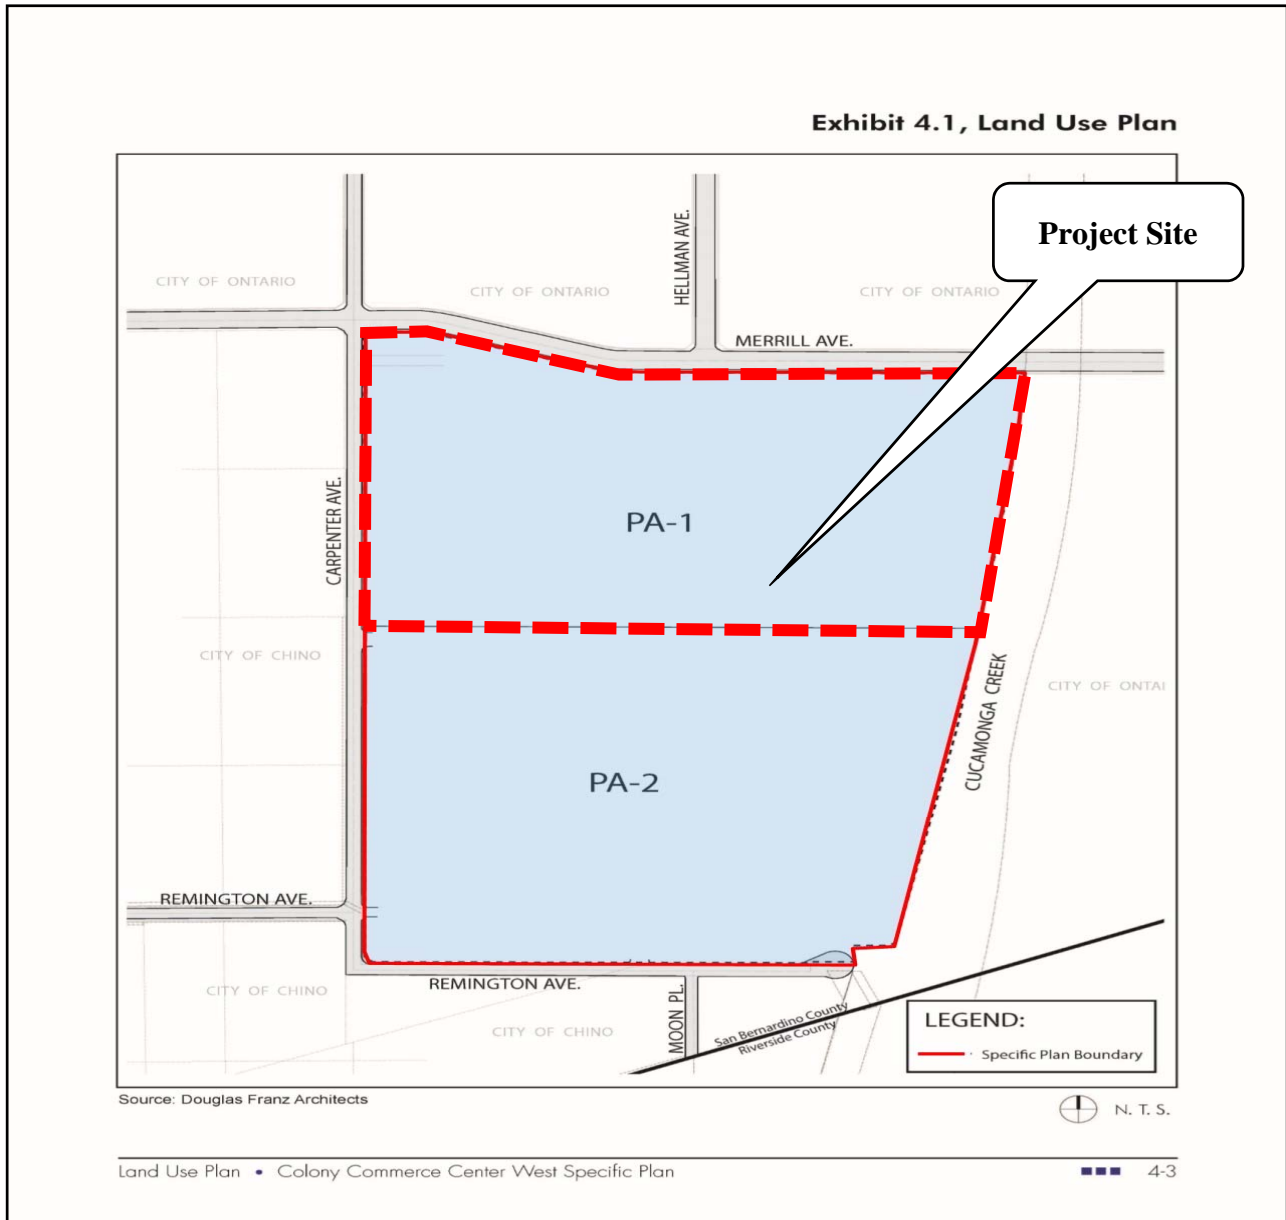 Exhibit 4.1, Land Use Plan
Project Site
HELLMAN AVE.
CITY OF ONTARIO
CITY OF ONTARIO
CITY OF ONTARIO
MERRILL AVE.
CARPENTER AVE.
PA-1
CITY OF CHINO
CUCAMONGA CREEK
CITY OF ONTAI
PA-2
REMINGTON AVE.
CITY OF CHINO
REMINGTON AVE.
MOON PL.
CITY OF CHINO
San Bernardino County
Riverside County
LEGEND:
Specific Plan Boundary
Source: Douglas Franz Architects
N. T. S.
Land Use Plan • Colony Commerce Center West Specific Plan
4-3